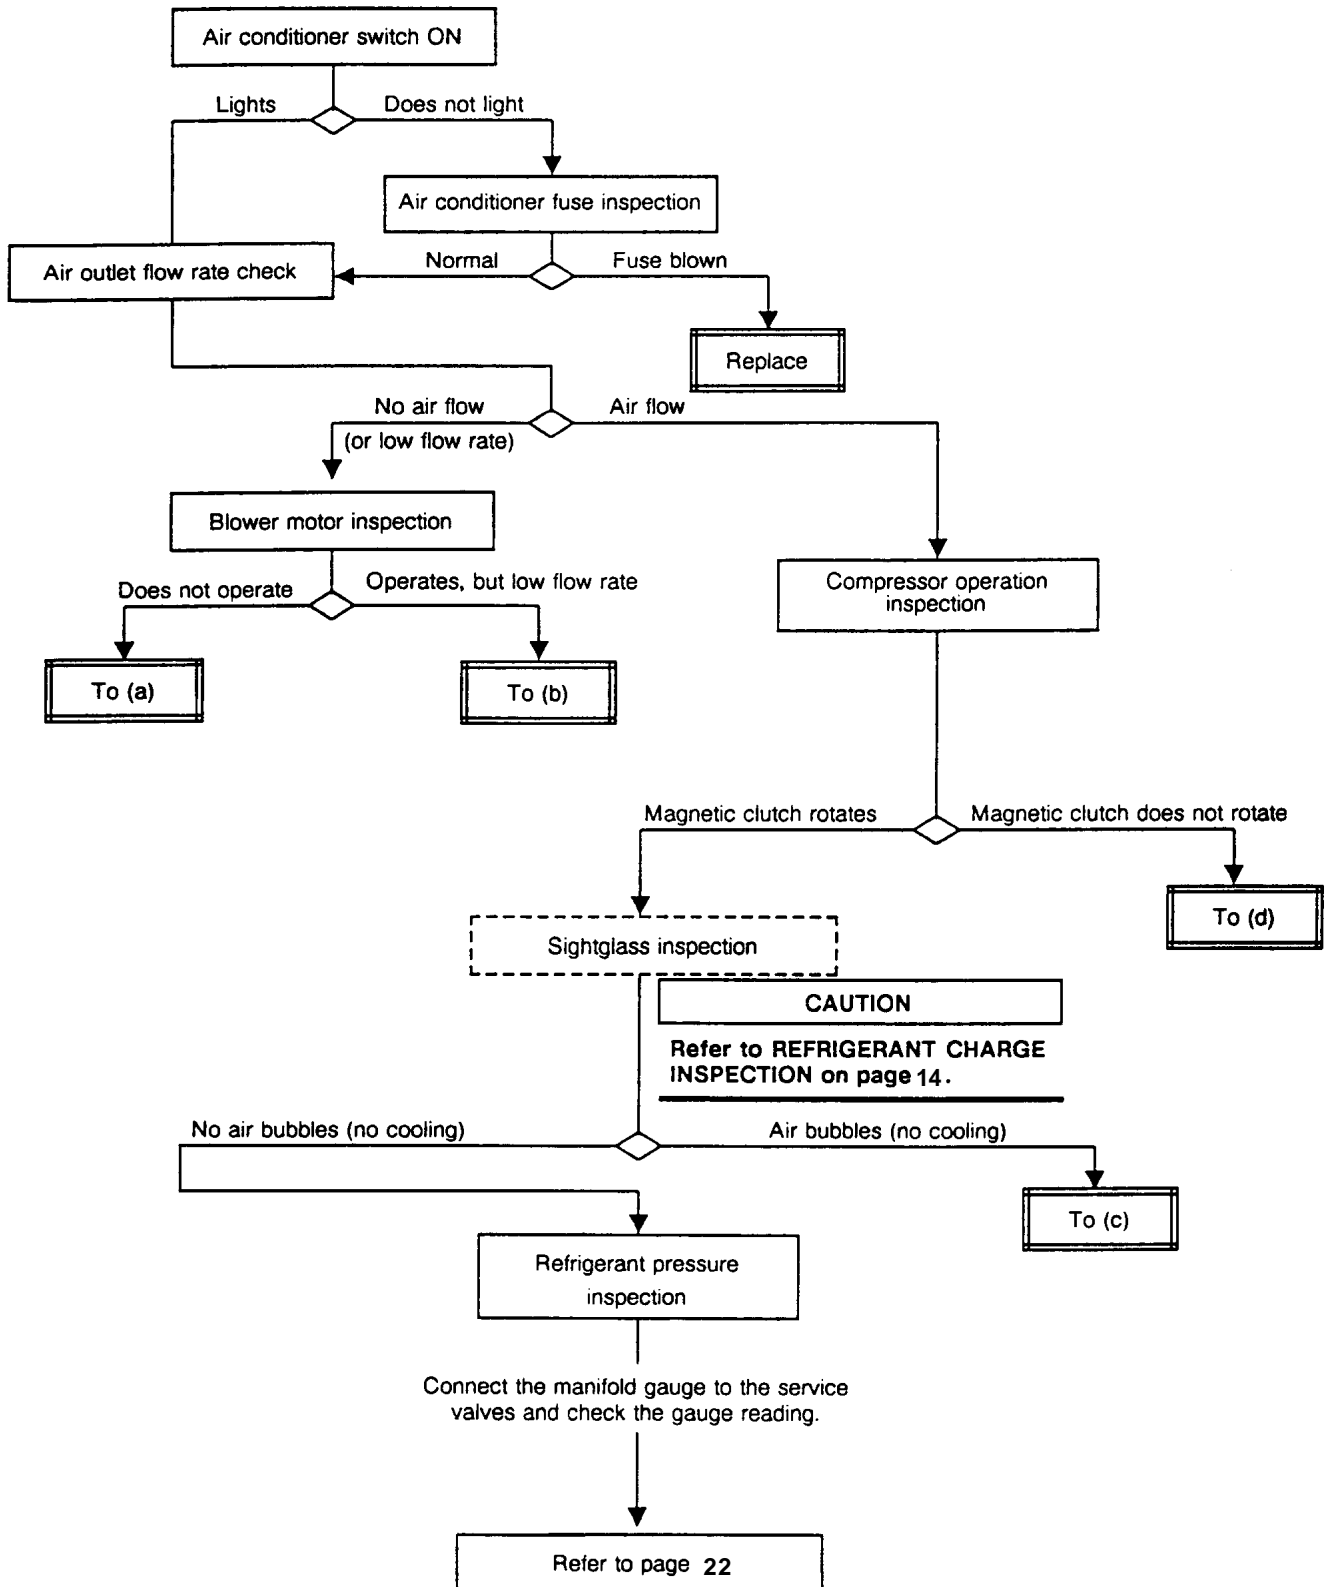 Air conditioner switch ON
Lights
Does not light
Air conditioner fuse inspection
Normal
Fuse blown
Air outlet flow rate check
Replace
No air flow
(or low flow rate)
Air flow
Blower motor inspection
Does not operate
Operates, but low flow rate
Compressor operation
inspection
To (a)
To (b)
Magnetic clutch rotates
Magnetic clutch does not rotate
To (d)
Sightglass inspection
CAUTION
Refer to REFRIGERANT CHARGE
INSPECTION on page 14.
No air bubbles (no cooling)
Air bubbles (no cooling)
To (c)
Refrigerant pressure
inspection
Connect the manifold gauge to the service
valves and check the gauge reading.
Refer to page 22